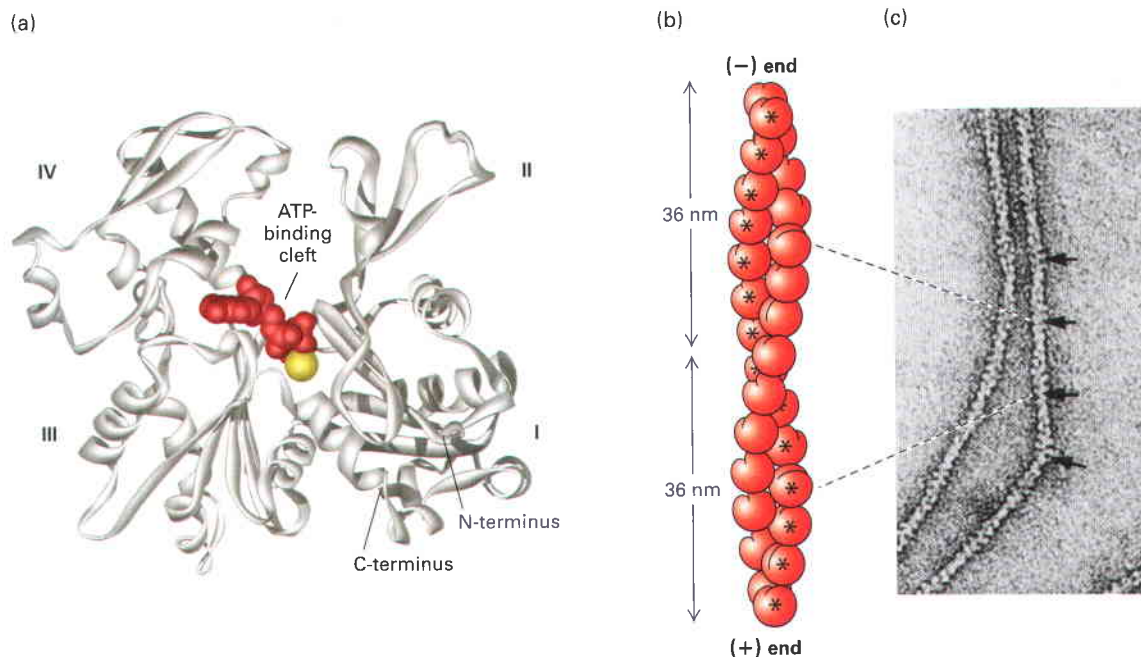 (a)
IV
II
ATP-
binding
cleft
III
I
N-terminus
C-terminus
(b)
(−) end
36 nm
36 nm
(+) end
(c)